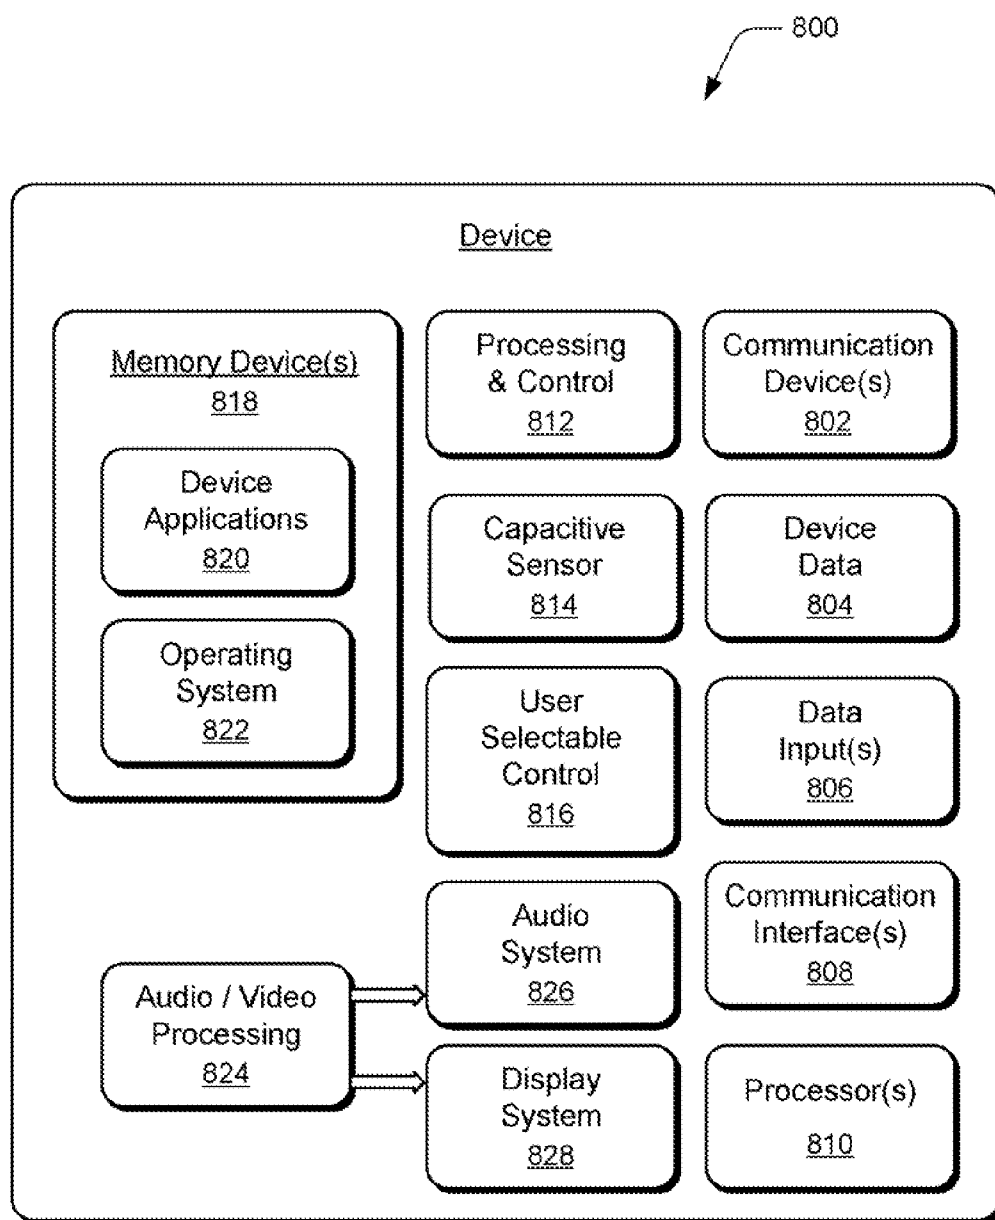 800
Device
Memory Device(s)
818
Device
Applications
820
Operating
System
822
Processing
& Control
812
Communication
Device(s)
802
Capacitive
Sensor
814
Device
Data
804
User
Selectable
Control
816
Data
Input(s)
806
Audio / Video
Processing
824
Audio
System
826
Communication
Interface(s)
808
Display
System
828
Processor(s)
810